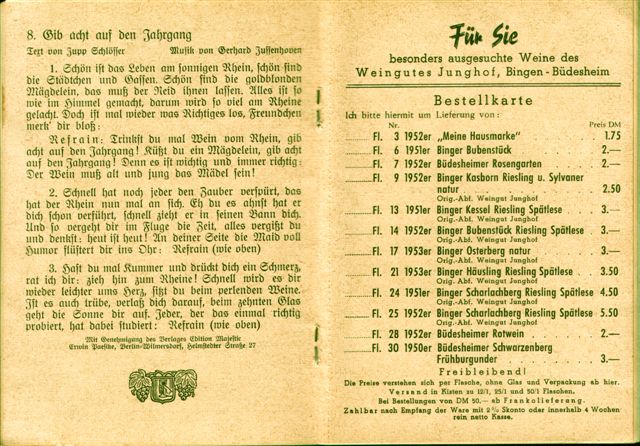 8. Gib acht auf den Jahrgang
Text von Jupp Schlösser Musik von Gerhard Jussenhoven
1. Schön ist das Leben am sonnigen Rhein, schön sind
die Städtchen und Gassen. Schön sind die goldblonden
Mägdelein, das muß der Neid ihnen lassen. Alles ist so
wie im Himmel gemacht, darum wird so viel am Rheine
gelacht. Doch ist mal wieder was Richtiges los, Freundchen
merk' dir bloß:
Refrain: Trinkst du mal Wein vom Rhein, gib
acht auf den Jahrgang! Küßt du ein Mägdelein, gib acht
auf den Jahrgang! Denn es ist wichtig und immer richtig:
Der Wein muß alt und jung das Mädel sein!
2. Schnell hat noch jeder den Zauber verspürt, das
hat der Rhein nun mal an sich. Eh du es ahnst hat er
dich schon verführt, schnell zieht er in seinen Bann dich.
Und so vergeht dir im Fluge die Zeit, alles vergißt du
und denkst: heut ist heut! An deiner Seite die Maid voll
Humor flüstert dir ins Ohr: Refrain (wie oben)
3. Hast du mal Kummer und drückt dich ein Schmerz,
rat ich dir: zieh hin zum Rheine! Schnell wird es dir
wieder leichter ums Herz, sitzt du beim perlenden Weine.
Ist es auch trübe, verlaß dich darauf, beim zehnten Glas
geht die Sonne dir auf. Jeder, der das einmal richtig
probiert, hat dabei studiert: Refrain (wie oben)
Mit Genehmigung des Verlages Edition Majestic
Erwin Paesike, Berlin-Wilmersdorf, Helmstedter Straße 27
Für Sie
besonders ausgesuchte Weine des
Weingutes Junghof, Bingen-Büdesheim
Bestellkarte
Ich bitte hiermit um Lieferung von:
Nr. Preis DM
Fl. 3 1952er „Meine Hausmarke" 1.75
Fl. 6 1951er Binger Bubenstück 2.—
Fl. 7 1952er Büdesheimer Rosengarten 2.—
Fl. 9 1952er Binger Kasborn Riesling u. Sylvaner
natur 2.50
Orig.-Abf. Weingut Junghof
Fl. 13 1951er Binger Kessel Riesling Spätlese 3.—
Orig.-Abf. Weingut Junghof
Fl. 14 1952er Binger Bubenstück Riesling Spätlese 3.—
Orig.-Abf. Weingut Junghof
Fl. 17 1953er Binger Osterberg natur 3.—
Orig.-Abf. Weingut Junghof
Fl. 21 1953er Binger Häusling Riesling Spätlese 3.50
Orig.-Abf. Weingut Junghof
Fl. 24 1951er Binger Scharlachberg Riesling Spätlese 4.50
Orig.-Abf. Weingut Junghof
Fl. 25 1952er Binger Scharlachberg Riesling Spätlese 5.50
Orig.-Abf. Weingut Junghof
Fl. 28 1952er Büdesheimer Rotwein 2.—
Fl. 30 1950er Büdesheimer Schwarzenberg
Frühburgunder 3.—
Freibleibend!
Die Preise verstehen sich per Flasche, ohne Glas und Verpackung ab hier.
Versand in Kisten zu 12/1, 25/1 und 50/1 Flaschen.
Bei Bestellungen von DM 50.— ab Frankolieferung.
Zahlbar nach Empfang der Ware mit 2% Skonto oder innerhalb 4 Wochen
rein netto Kasse.